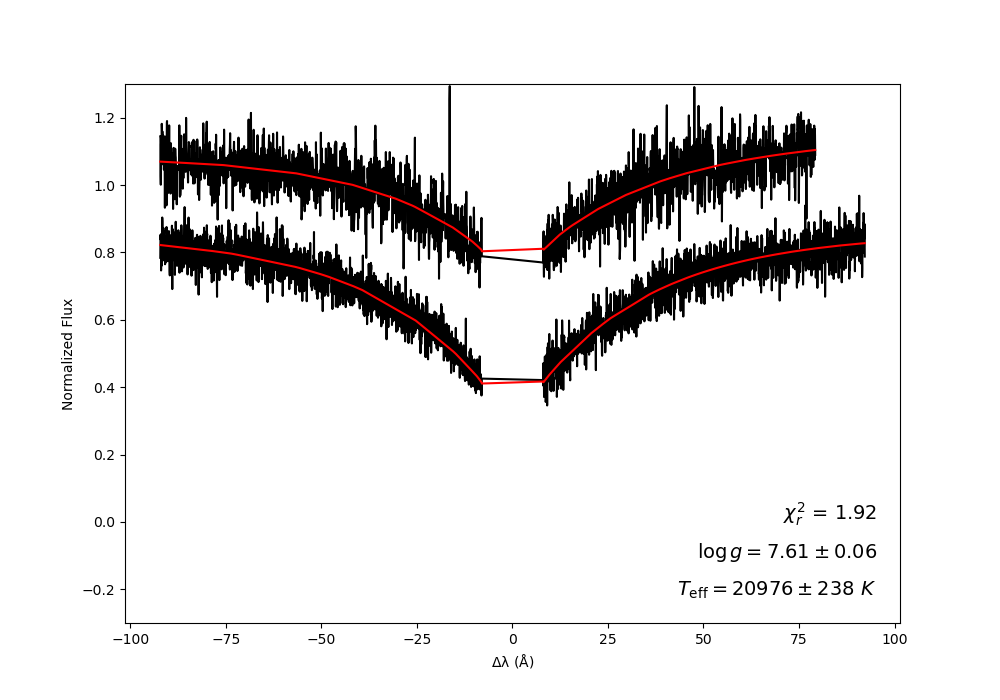 1.2
1.0
0.8
0.6
0.4
0.2
0.0
−0.2
Normalized Flux
χ²ᵣ = 1.92
log g = 7.61 ± 0.06
T_eff = 20976 ± 238 K
−100 −75 −50 −25 0 25 50 75 100
Δλ (Å)